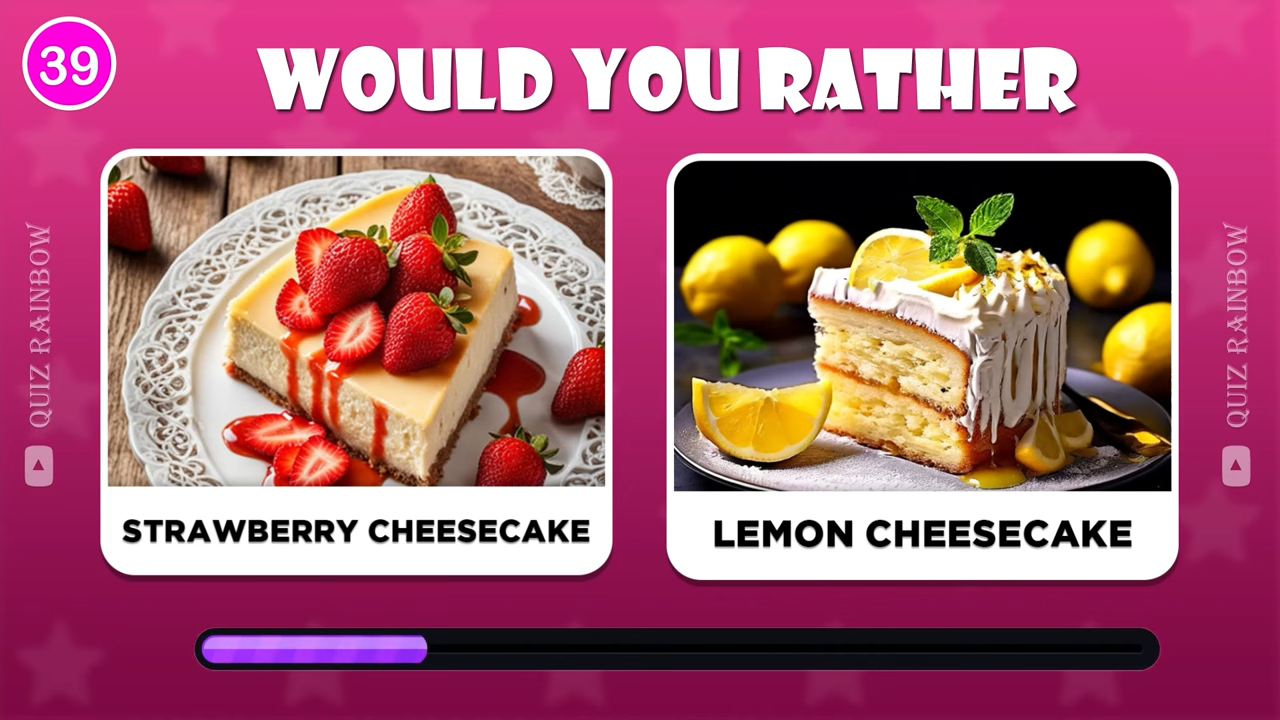 39
WOULD YOU RATHER
QUIZ RAINBOW
STRAWBERRY CHEESECAKE
LEMON CHEESECAKE
QUIZ RAINBOW